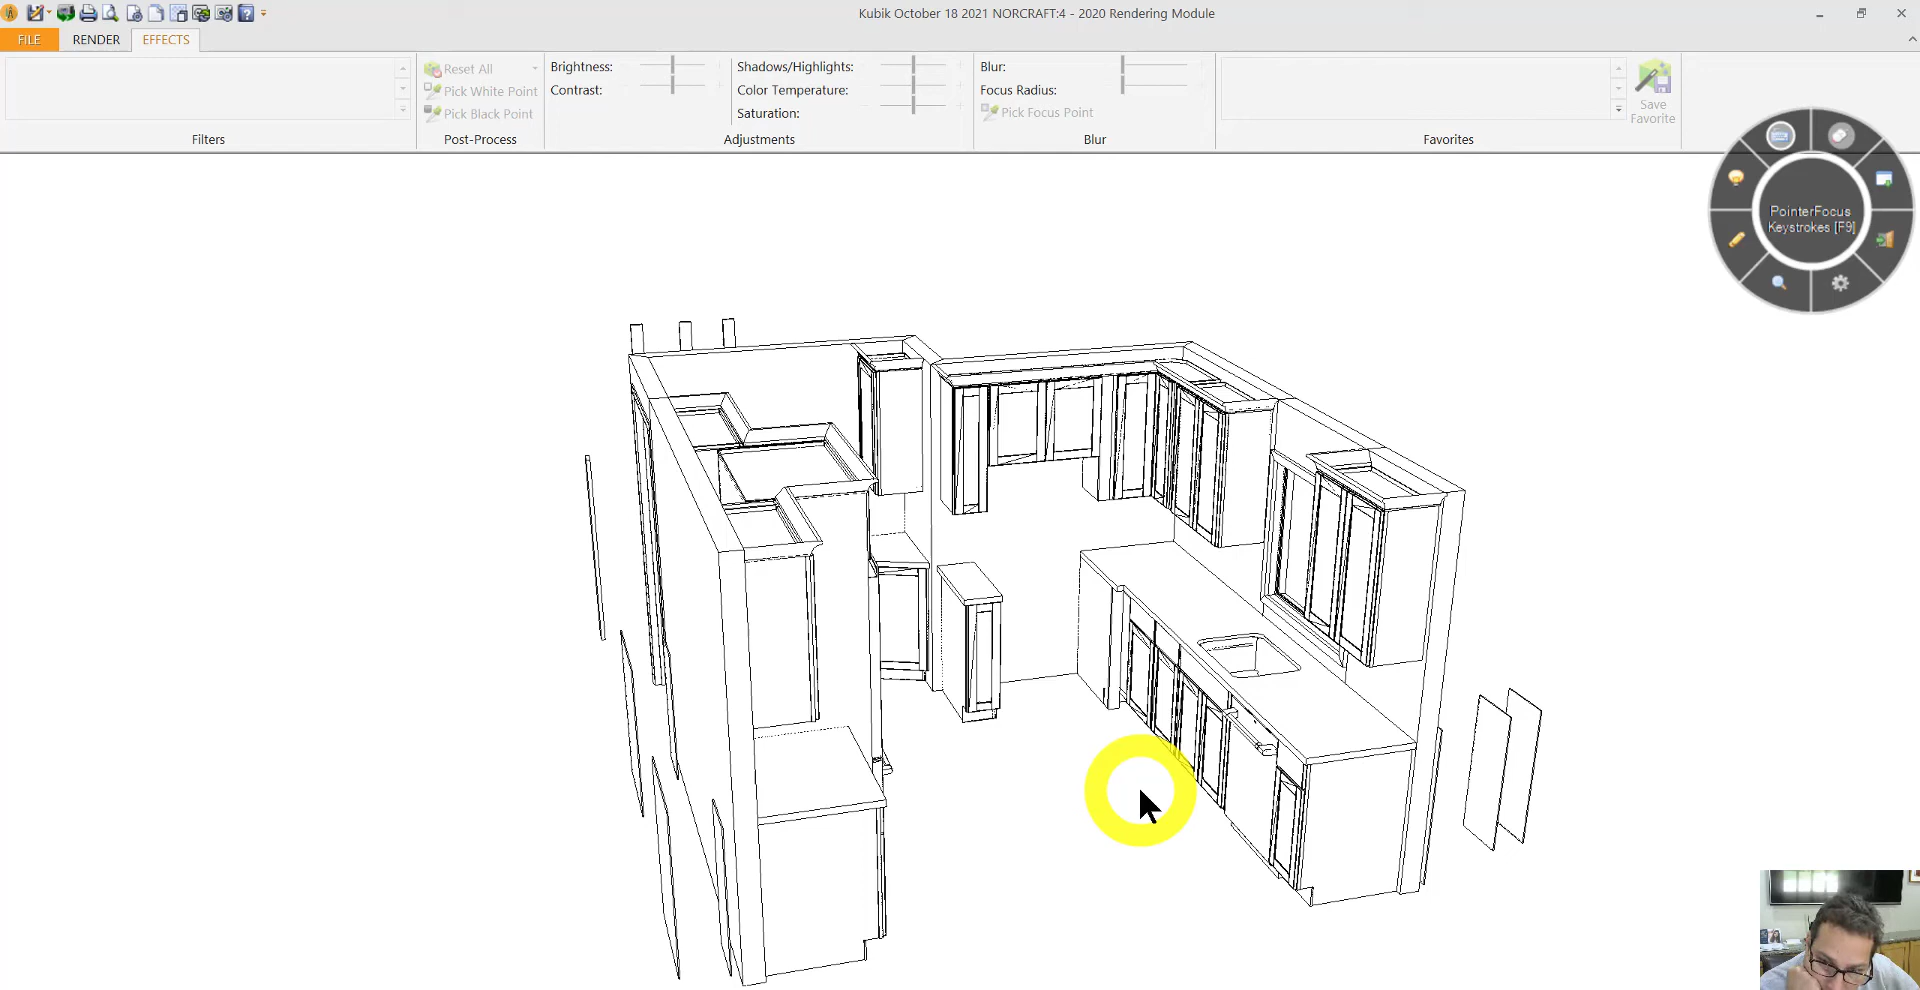 Kubik October 18 2021 NORCRAFT:4 - 2020 Rendering Module
FILE RENDER EFFECTS
Reset All
Pick White Point
Pick Black Point
Brightness:
Contrast:
Shadows/Highlights:
Color Temperature:
Saturation:
Blur:
Focus Radius:
Pick Focus Point
Save
Favorite
Filters Post-Process Adjustments Blur Favorites
PointerFocus
Keystrokes [F9]